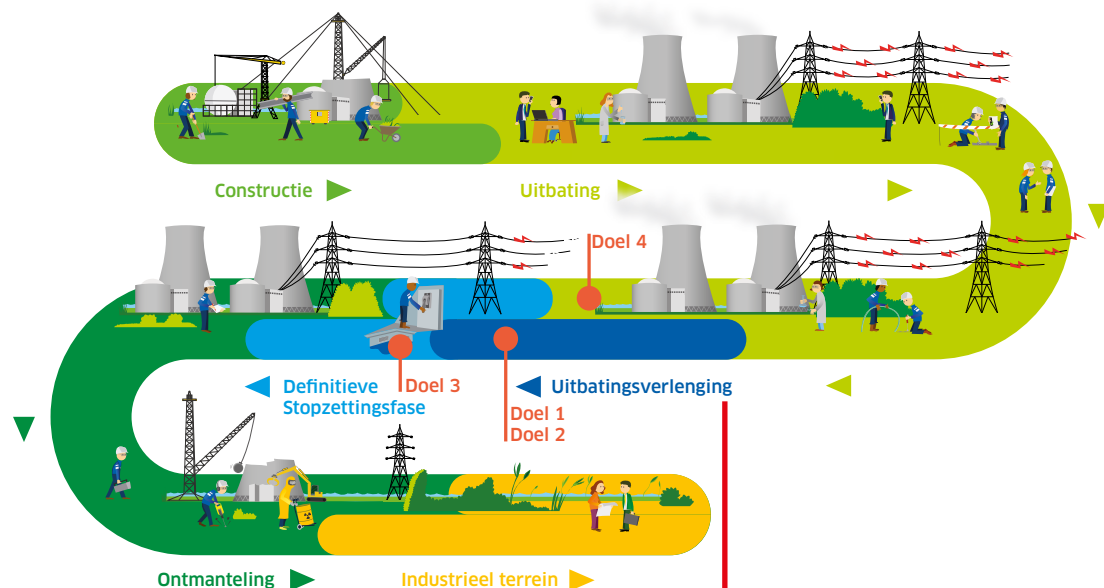 Constructie
Uitbating
Doel 4
Doel 3
Definitieve
Stopzettingsfase
Uitbatingsverlenging
Doel 1
Doel 2
Ontmanteling
Industrieel terrein